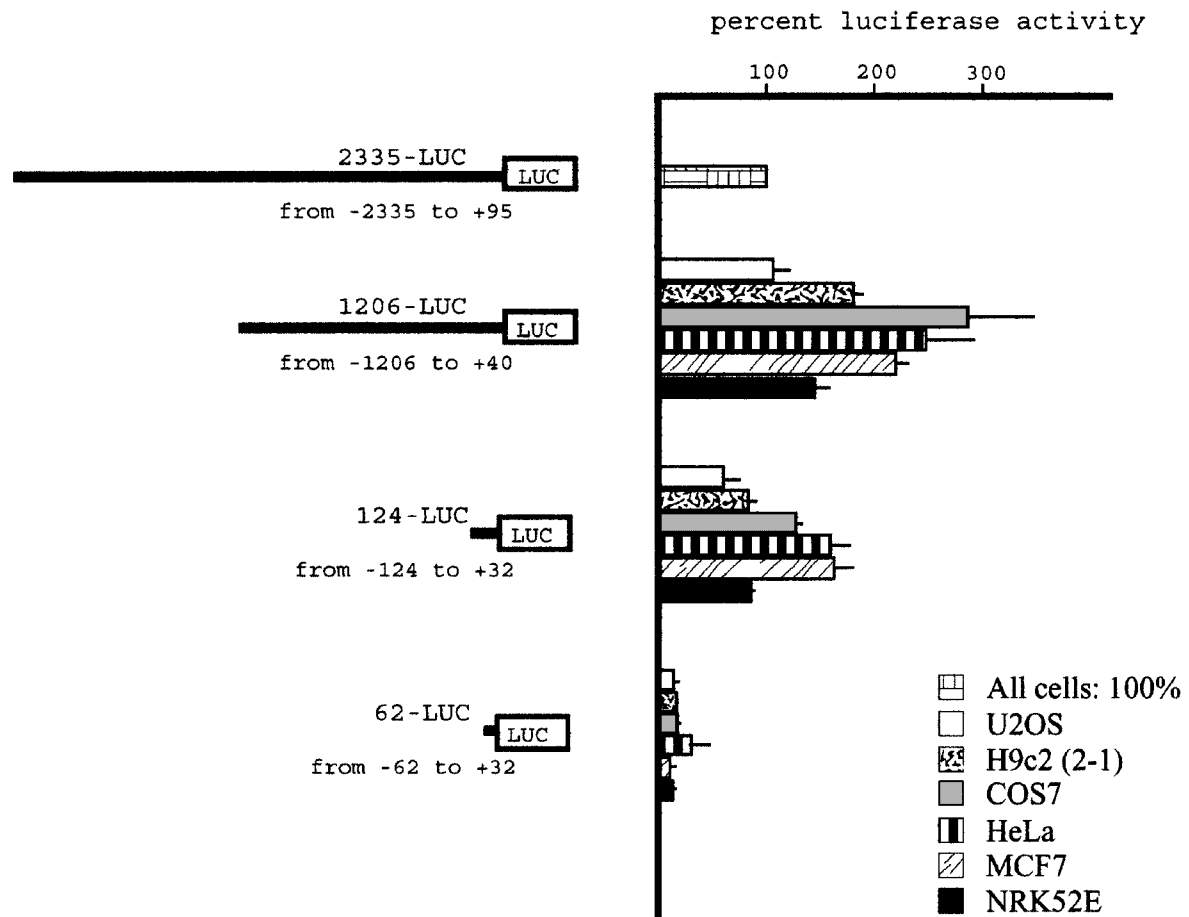 percent luciferase activity
100 200 300
2335-LUC
LUC
from -2335 to +95
1206-LUC
LUC
from -1206 to +40
124-LUC
LUC
from -124 to +32
62-LUC
LUC
from -62 to +32
All cells: 100%
U2OS
H9c2 (2-1)
COS7
HeLa
MCF7
NRK52E